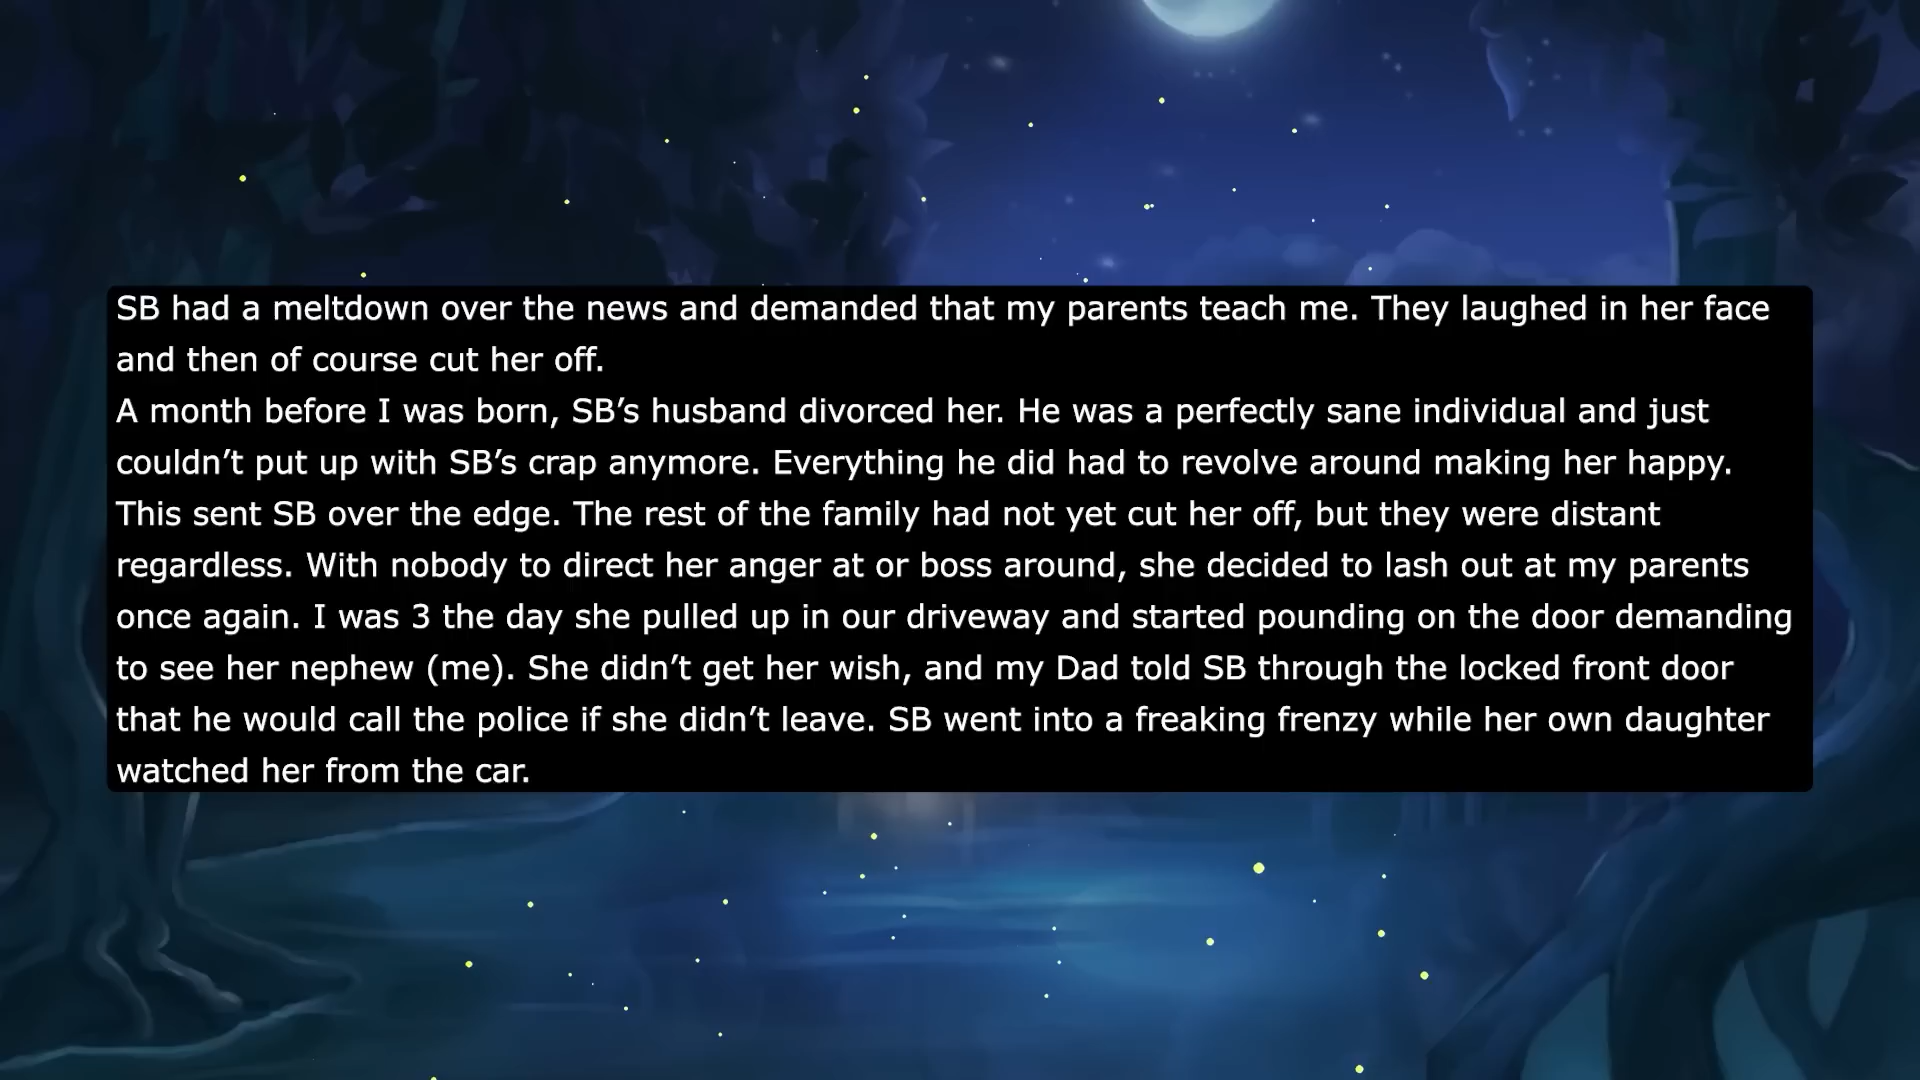 SB had a meltdown over the news and demanded that my parents teach me. They laughed in her face
and then of course cut her off.
A month before I was born, SB’s husband divorced her. He was a perfectly sane individual and just
couldn’t put up with SB’s crap anymore. Everything he did had to revolve around making her happy.
This sent SB over the edge. The rest of the family had not yet cut her off, but they were distant
regardless. With nobody to direct her anger at or boss around, she decided to lash out at my parents
once again. I was 3 the day she pulled up in our driveway and started pounding on the door demanding
to see her nephew (me). She didn’t get her wish, and my Dad told SB through the locked front door
that he would call the police if she didn’t leave. SB went into a freaking frenzy while her own daughter
watched her from the car.